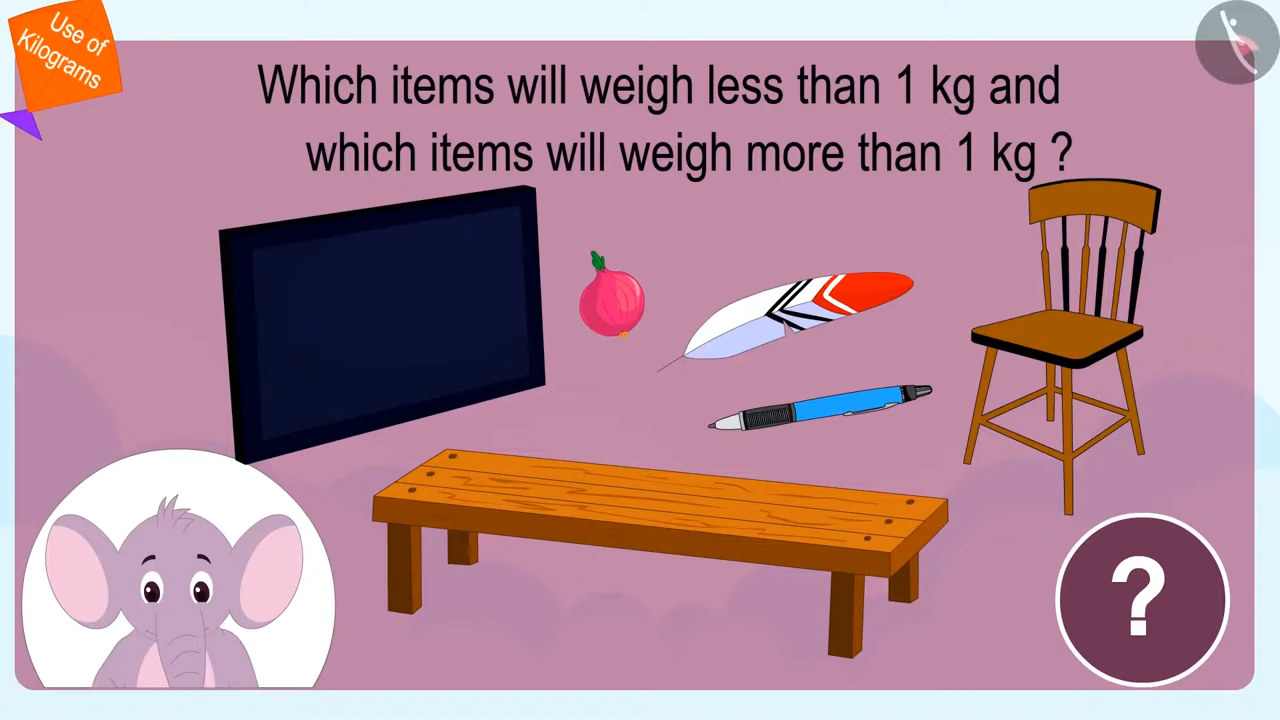 Use of
Kilograms
Which items will weigh less than 1 kg and
which items will weigh more than 1 kg ?
?